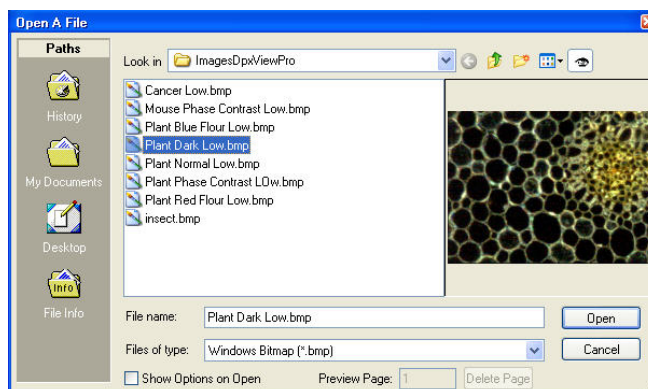 Open A File
Paths
Look in ImagesDpxViewPro
History
My Documents
Desktop
Info
File Info
Cancer Low.bmp
Mouse Phase Contrast Low.bmp
Plant Blue Flour Low.bmp
Plant Dark Low.bmp
Plant Normal Low.bmp
Plant Phase Contrast LOw.bmp
Plant Red Flour Low.bmp
insect.bmp
File name: Plant Dark Low.bmp Open
Files of type: Windows Bitmap (*.bmp) Cancel
Show Options on Open Preview Page: 1 Delete Page